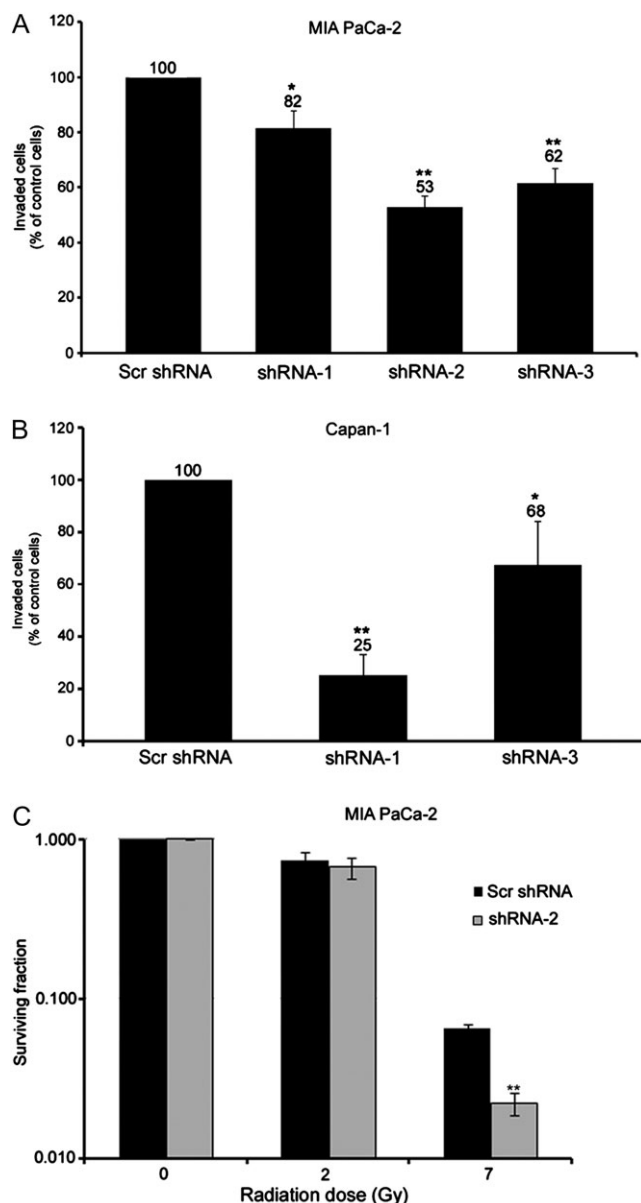 A
MIA PaCa-2
Invaded cells
(% of control cells)
120
100
80
60
40
20
0
100
*
82
**
53
**
62
Scr shRNA shRNA-1 shRNA-2 shRNA-3
B
Capan-1
Invaded cells
(% of control cells)
120
100
80
60
40
20
0
100
**
25
*
68
Scr shRNA shRNA-1 shRNA-3
C
MIA PaCa-2
Surviving fraction
1.000
0.100
0.010
Scr shRNA
shRNA-2
**
0 2 7
Radiation dose (Gy)